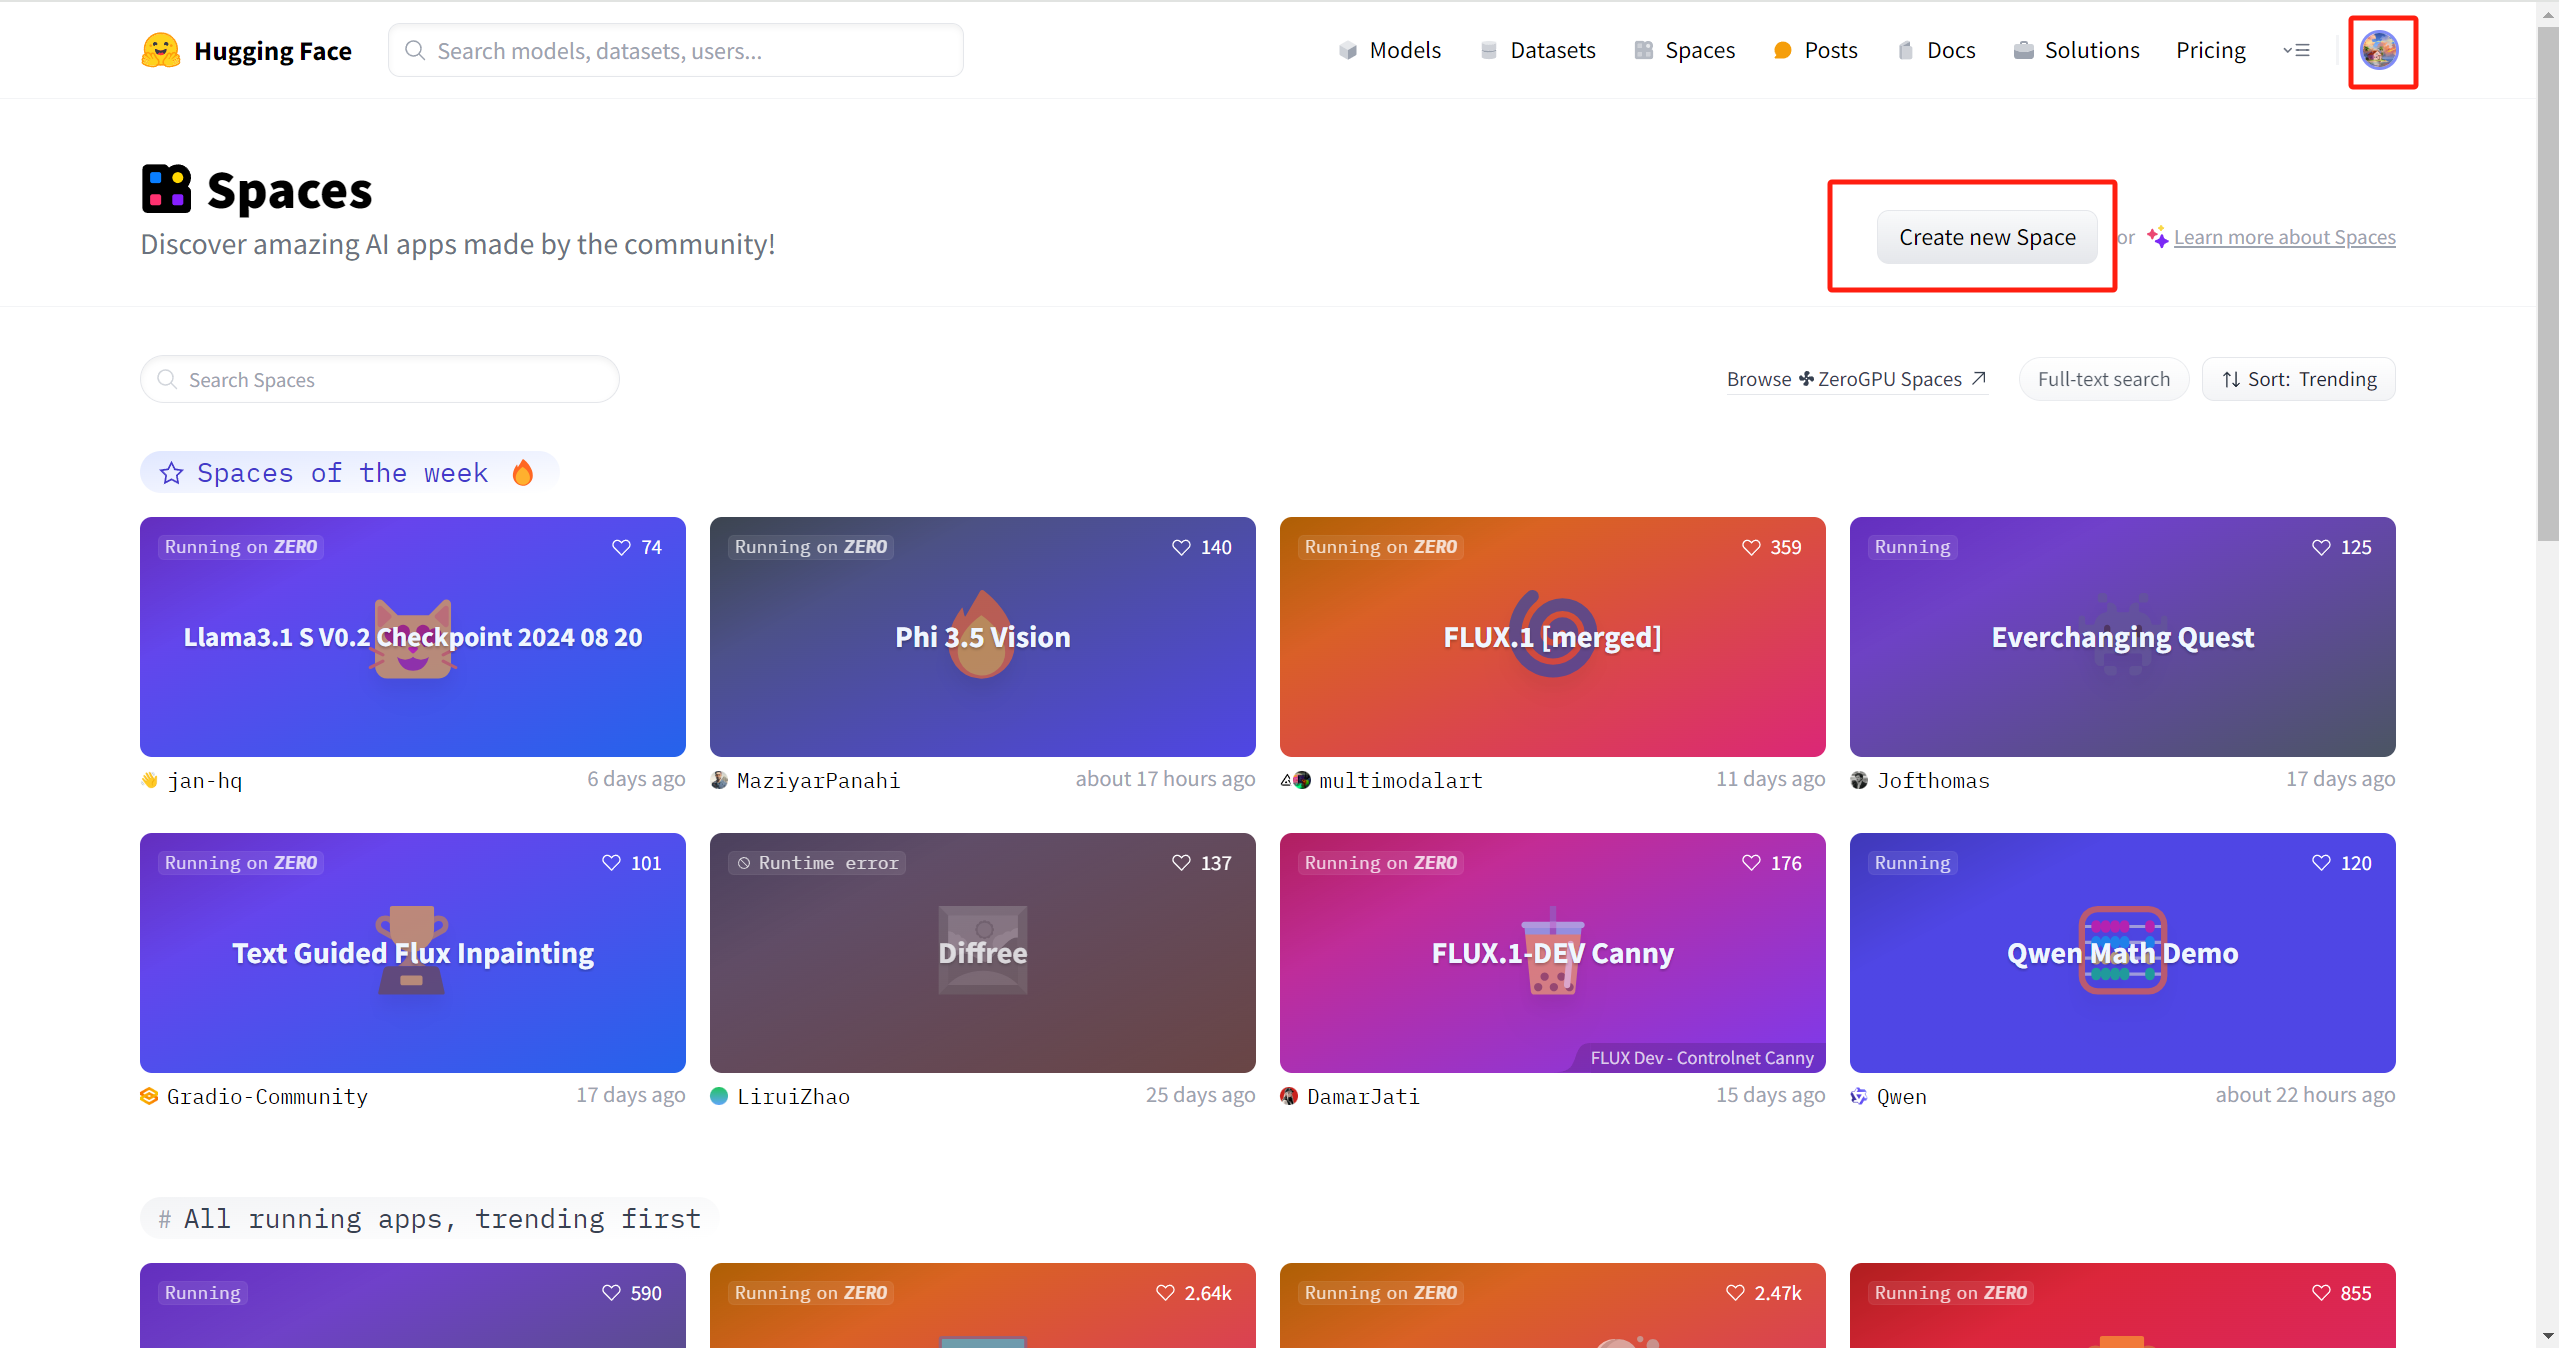 Hugging Face
Search models, datasets, users...
Models
Datasets
Spaces
Posts
Docs
Solutions
Pricing
Spaces
Discover amazing AI apps made by the community!
Create new Space
or
Learn more about Spaces
Search Spaces
Browse ZeroGPU Spaces
Full-text search
Sort: Trending
Spaces of the week
Running on ZERO
74
Llama3.1 S V0.2 Checkpoint 2024 08 20
jan-hq
6 days ago
Running on ZERO
140
Phi 3.5 Vision
MaziyarPanahi
about 17 hours ago
Running on ZERO
359
FLUX.1 [merged]
multimodalart
11 days ago
Running
125
Everchanging Quest
Jofthomas
17 days ago
Running on ZERO
101
Text Guided Flux Inpainting
Gradio-Community
17 days ago
Runtime error
137
Diffree
LiruiZhao
25 days ago
Running on ZERO
176
FLUX.1-DEV Canny
FLUX Dev - Controlnet Canny
DamarJati
15 days ago
Running
120
Qwen Math Demo
Qwen
about 22 hours ago
# All running apps, trending first
Running
590
Running on ZERO
2.64k
Running on ZERO
2.47k
Running on ZERO
855